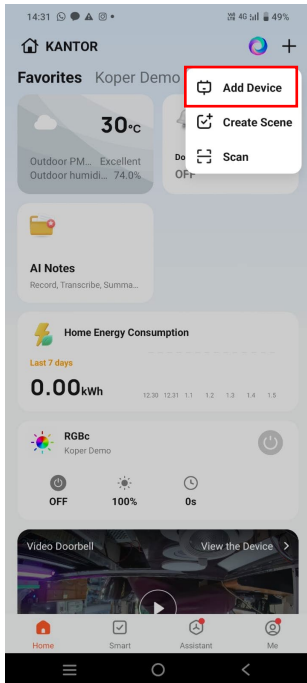 14:31
4G
49%
KANTOR
Favorites Koper Demo
Add Device
Create Scene
Scan
30°C
Outdoor PM... Excellent
Outdoor humidi... 74.0%
Do
OFF
AI Notes
Record, Transcribe, Summa...
Home Energy Consumption
Last 7 days
0.00kWh
12.30 12.31 1.1 1.2 1.3 1.4 1.5
RGBc
Koper Demo
OFF 100% 0s
Video Doorbell View the Device >
Home Smart Assistant Me